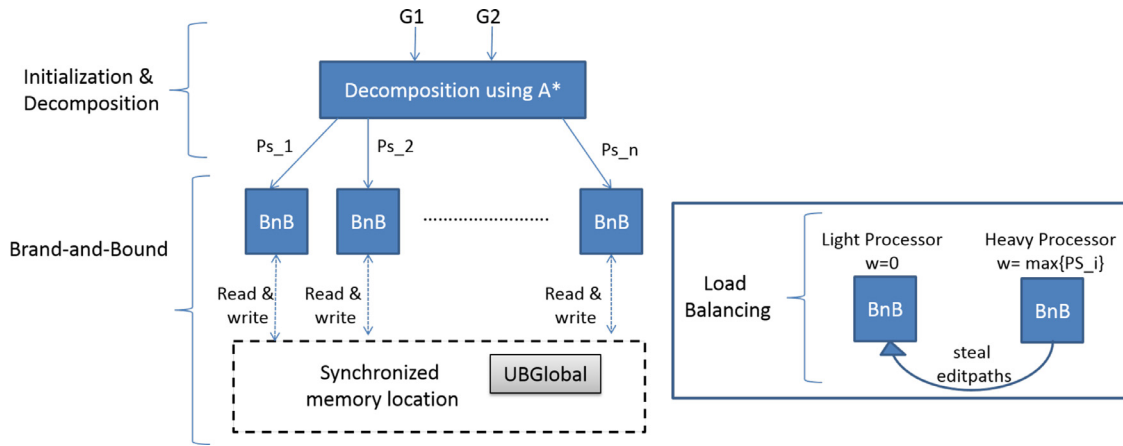 G1 G2
Initialization &
Decomposition
Decomposition using A*
Ps_1 Ps_2 Ps_n
BnB BnB BnB
Brand-and-Bound
Read &
write
Read &
write
Read &
write
Synchronized
memory location
UBGlobal
Load
Balancing
Light Processor
w=0
Heavy Processor
w= max{PS_i}
BnB BnB
steal
editpaths